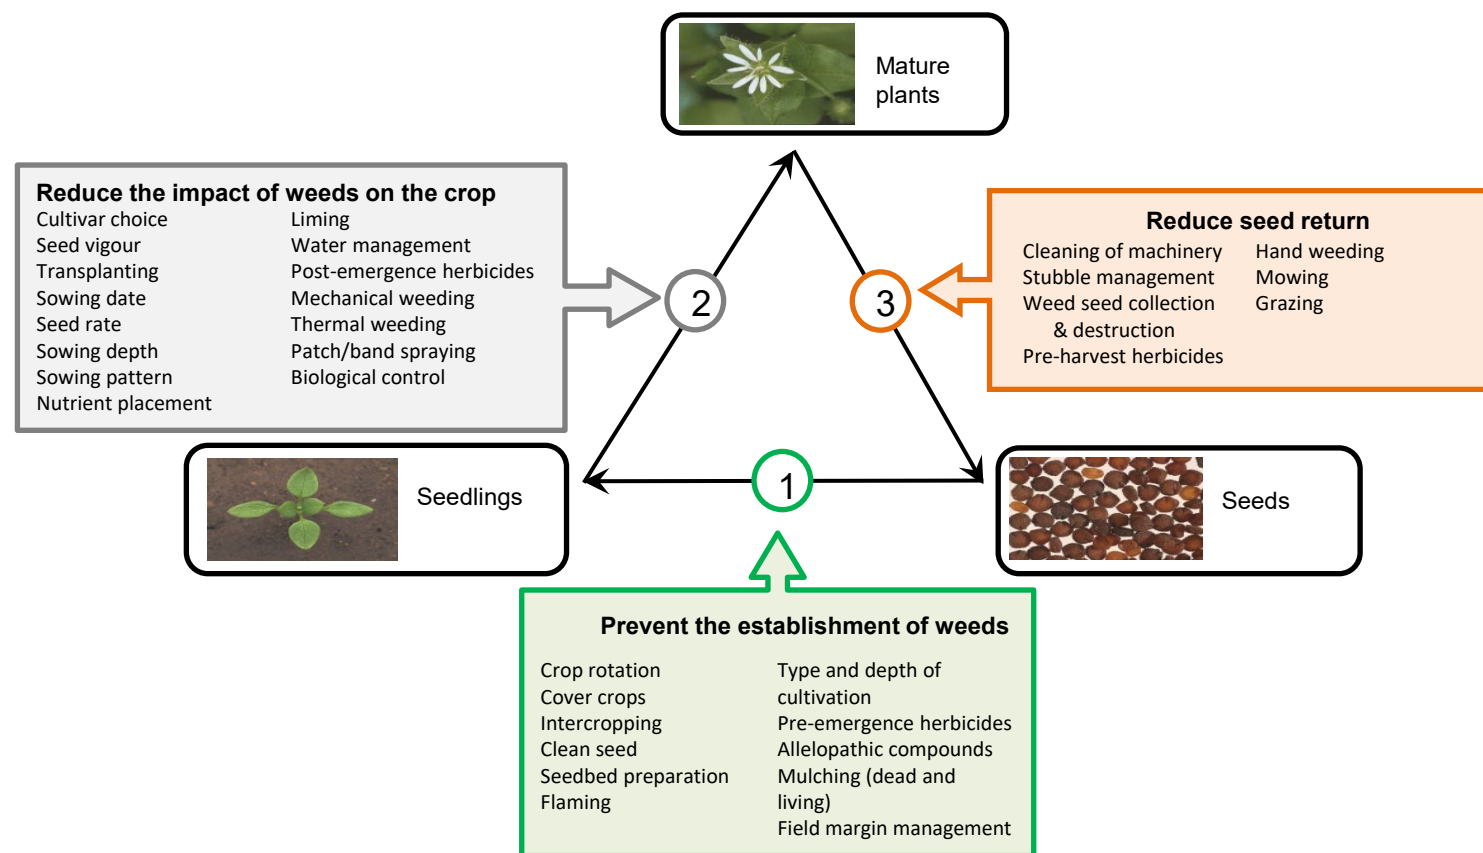 Mature
plants
Reduce the impact of weeds on the crop
Cultivar choice
Seed vigour
Transplanting
Sowing date
Seed rate
Sowing depth
Sowing pattern
Nutrient placement
Liming
Water management
Post-emergence herbicides
Mechanical weeding
Thermal weeding
Patch/band spraying
Biological control
2
3
Reduce seed return
Cleaning of machinery
Stubble management
Weed seed collection
& destruction
Pre-harvest herbicides
Hand weeding
Mowing
Grazing
Seedlings
1
Seeds
Prevent the establishment of weeds
Crop rotation
Cover crops
Intercropping
Clean seed
Seedbed preparation
Flaming
Type and depth of
cultivation
Pre-emergence herbicides
Allelopathic compounds
Mulching (dead and
living)
Field margin management